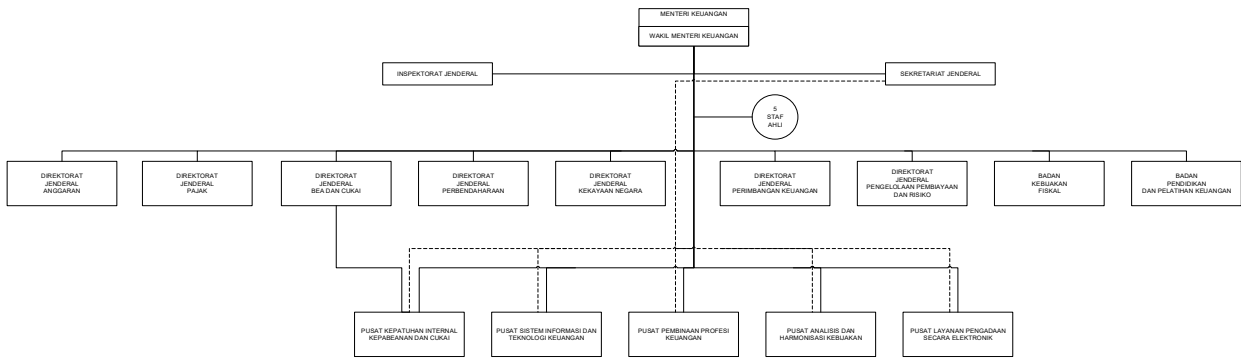 MENTERI KEUANGAN
WAKIL MENTERI KEUANGAN
INSPEKTORAT JENDERAL
SEKRETARIAT JENDERAL
5
STAF
AHLI
DIREKTORAT
JENDERAL
ANGGARAN
DIREKTORAT
JENDERAL
PAJAK
DIREKTORAT
JENDERAL
BEA DAN CUKAI
DIREKTORAT
JENDERAL
PERBENDAHARAAN
DIREKTORAT
JENDERAL
KEKAYAAN NEGARA
DIREKTORAT
JENDERAL
PERIMBANGAN KEUANGAN
DIREKTORAT
JENDERAL
PENGELOLAAN PEMBIAYAAN
DAN RISIKO
BADAN
KEBIJAKAN
FISKAL
BADAN
PENDIDIKAN
DAN PELATIHAN KEUANGAN
PUSAT KEPATUHAN INTERNAL
KEPABEANAN DAN CUKAI
PUSAT SISTEM INFORMASI DAN
TEKNOLOGI KEUANGAN
PUSAT PEMBINAAN PROFESI
KEUANGAN
PUSAT ANALISIS DAN
HARMONISASI KEBIJAKAN
PUSAT LAYANAN PENGADAAN
SECARA ELEKTRONIK